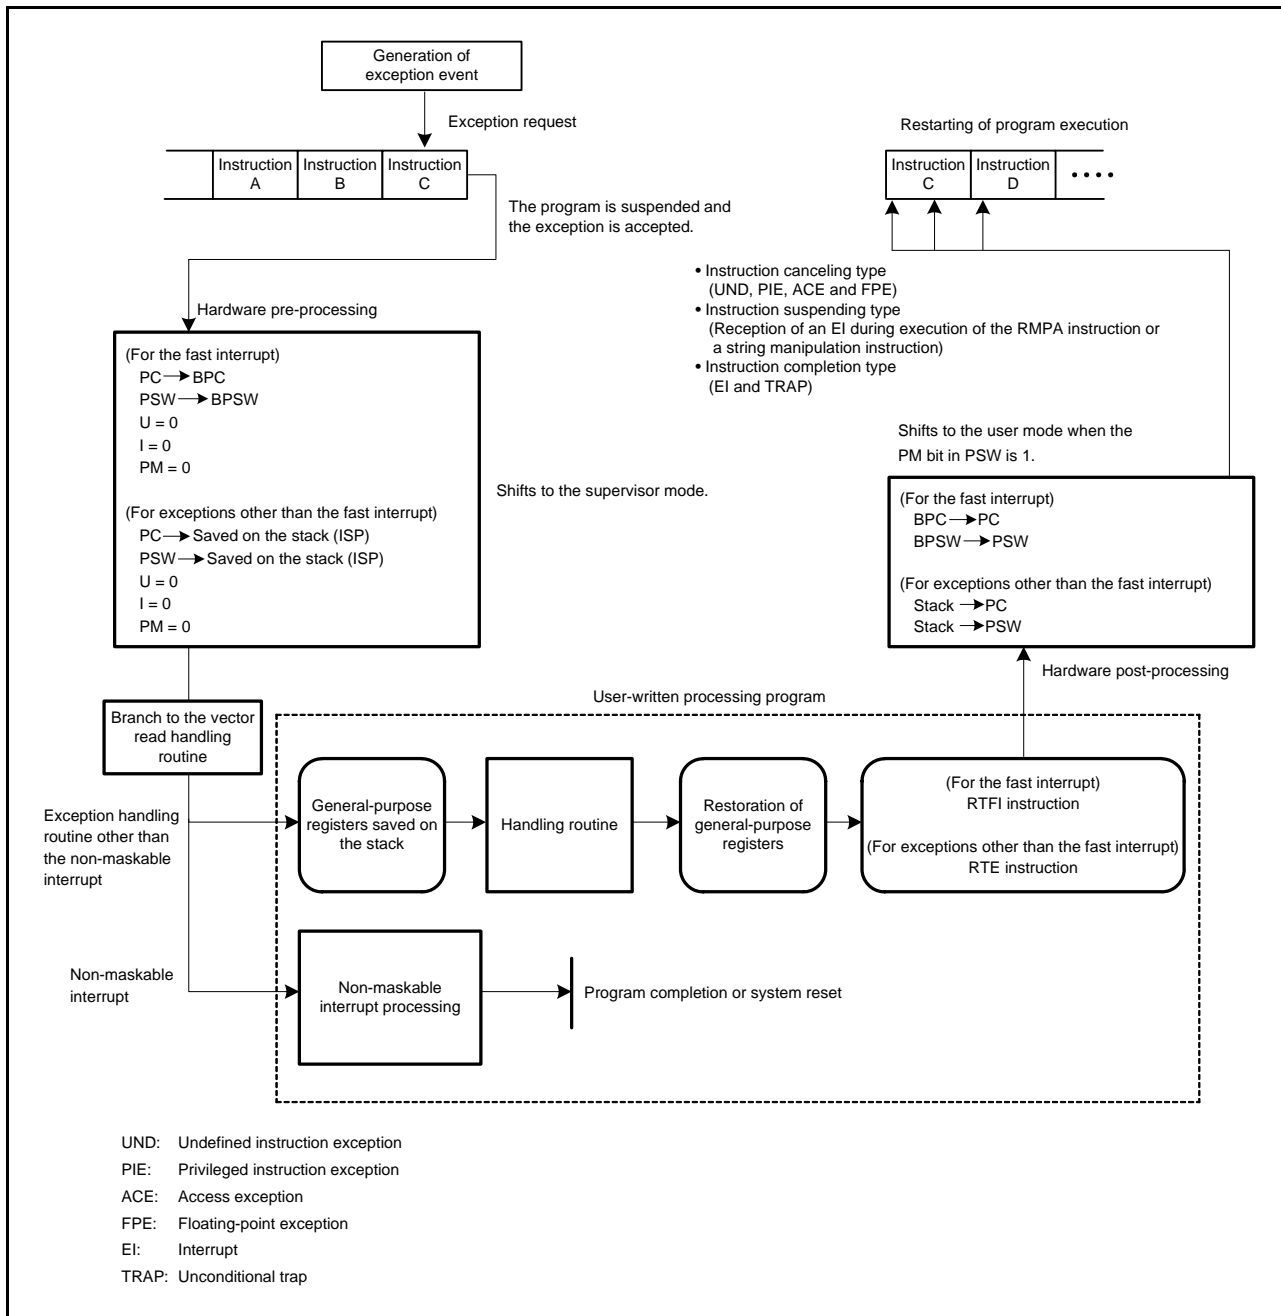 Generation of
exception event
Exception request
Instruction
A
Instruction
B
Instruction
C
The program is suspended and
the exception is accepted.
Restarting of program execution
Instruction
C
Instruction
D
• • • •
• Instruction canceling type
(UND, PIE, ACE and FPE)
• Instruction suspending type
(Reception of an EI during execution of the RMPA instruction or
a string manipulation instruction)
• Instruction completion type
(EI and TRAP)
Hardware pre-processing
(For the fast interrupt)
PC → BPC
PSW → BPSW
U = 0
I = 0
PM = 0
(For exceptions other than the fast interrupt)
PC → Saved on the stack (ISP)
PSW → Saved on the stack (ISP)
U = 0
I = 0
PM = 0
Shifts to the supervisor mode.
Shifts to the user mode when the
PM bit in PSW is 1.
(For the fast interrupt)
BPC → PC
BPSW → PSW
(For exceptions other than the fast interrupt)
Stack → PC
Stack → PSW
Hardware post-processing
User-written processing program
Branch to the vector
read handling
routine
Exception handling
routine other than
the non-maskable
interrupt
General-purpose
registers saved on
the stack
Handling routine
Restoration of
general-purpose
registers
(For the fast interrupt)
RTFI instruction
(For exceptions other than the fast interrupt)
RTE instruction
Non-maskable
interrupt
Non-maskable
interrupt processing
Program completion or system reset
UND: Undefined instruction exception
PIE: Privileged instruction exception
ACE: Access exception
FPE: Floating-point exception
EI: Interrupt
TRAP: Unconditional trap